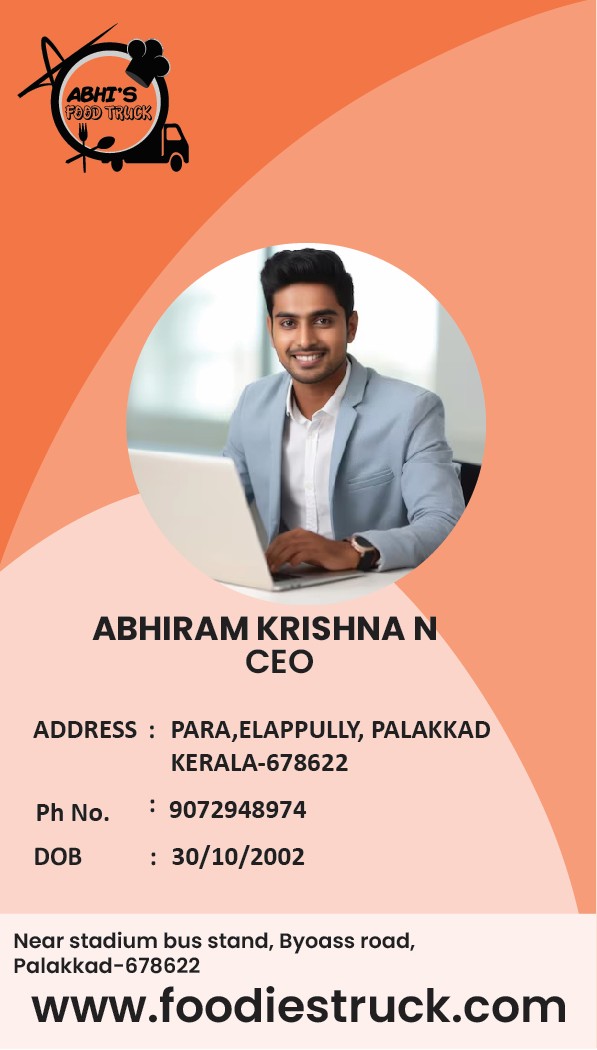 ABHI'S
FOOD TRUCK
ABHIRAM KRISHNA N
CEO
ADDRESS : PARA,ELAPPULLY, PALAKKAD
KERALA-678622
Ph No. : 9072948974
DOB : 30/10/2002
Near stadium bus stand, Byoass road,
Palakkad-678622
www.foodiestruck.com